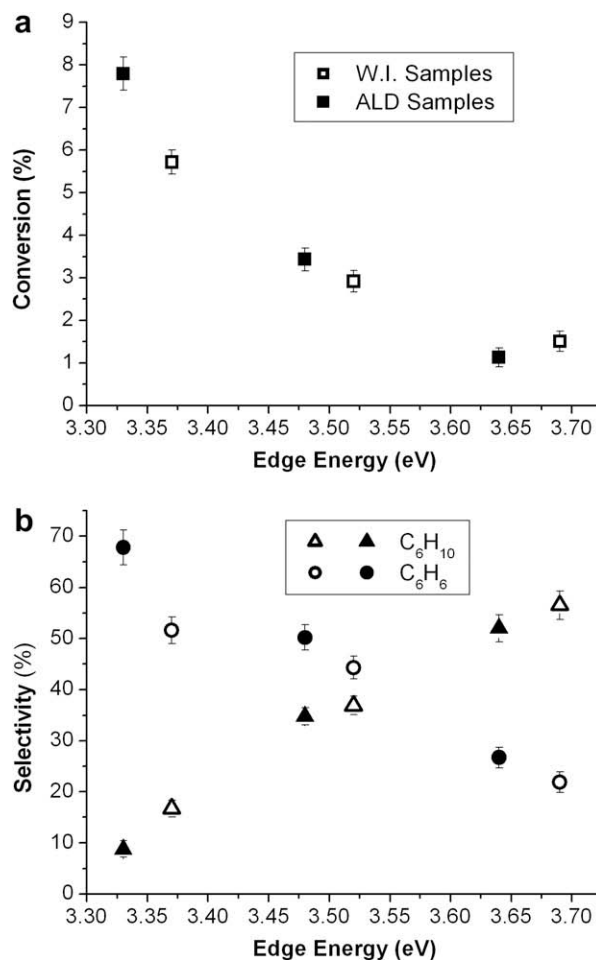 a
9
8
7
6
5
4
3
2
1
0
Conversion (%)
W.I. Samples
ALD Samples
3.30 3.35 3.40 3.45 3.50 3.55 3.60 3.65 3.70
Edge Energy (eV)
b
70
60
50
40
30
20
10
0
Selectivity (%)
C₆H₁₀
C₆H₆
3.30 3.35 3.40 3.45 3.50 3.55 3.60 3.65 3.70
Edge Energy (eV)